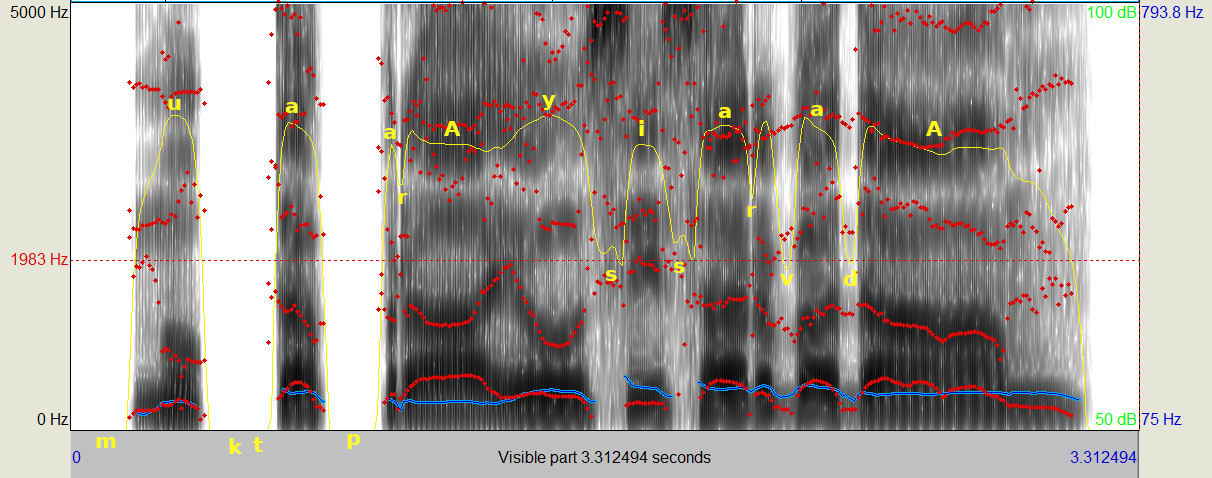 5000 Hz 100 dB 793.8 Hz
u a a A y i a a A
r r
1983 Hz
s s v d
0 Hz 50 dB 75 Hz
m k t p
0 Visible part 3.312494 seconds 3.312494